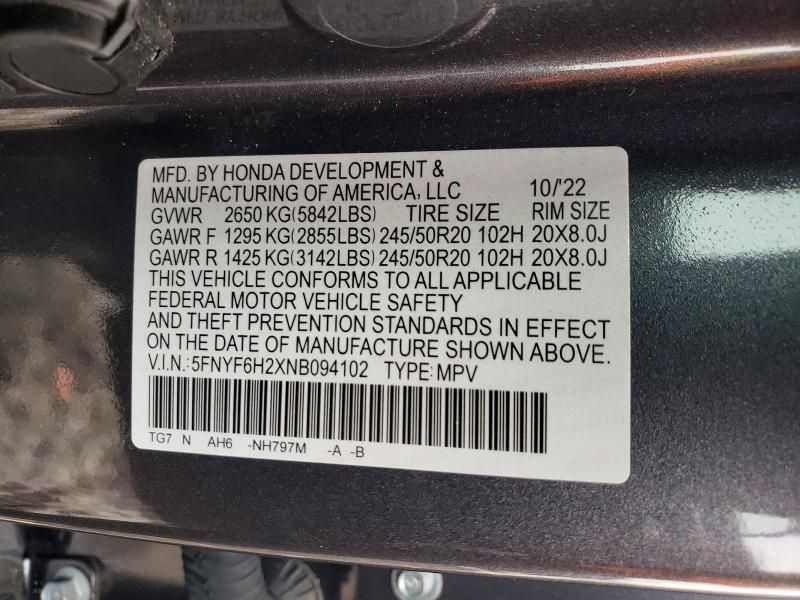 MFD. BY HONDA DEVELOPMENT &
MANUFACTURING OF AMERICA, LLC 10/'22
GVWR 2650 KG(5842LBS) TIRE SIZE RIM SIZE
GAWR F 1295 KG(2855LBS) 245/50R20 102H 20X8.0J
GAWR R 1425 KG(3142LBS) 245/50R20 102H 20X8.0J
THIS VEHICLE CONFORMS TO ALL APPLICABLE
FEDERAL MOTOR VEHICLE SAFETY
AND THEFT PREVENTION STANDARDS IN EFFECT
ON THE DATE OF MANUFACTURE SHOWN ABOVE.
V.I.N.: 5FNYF6H2XNB094102 TYPE: MPV
TG7 N AH6 -NH797M -A -B